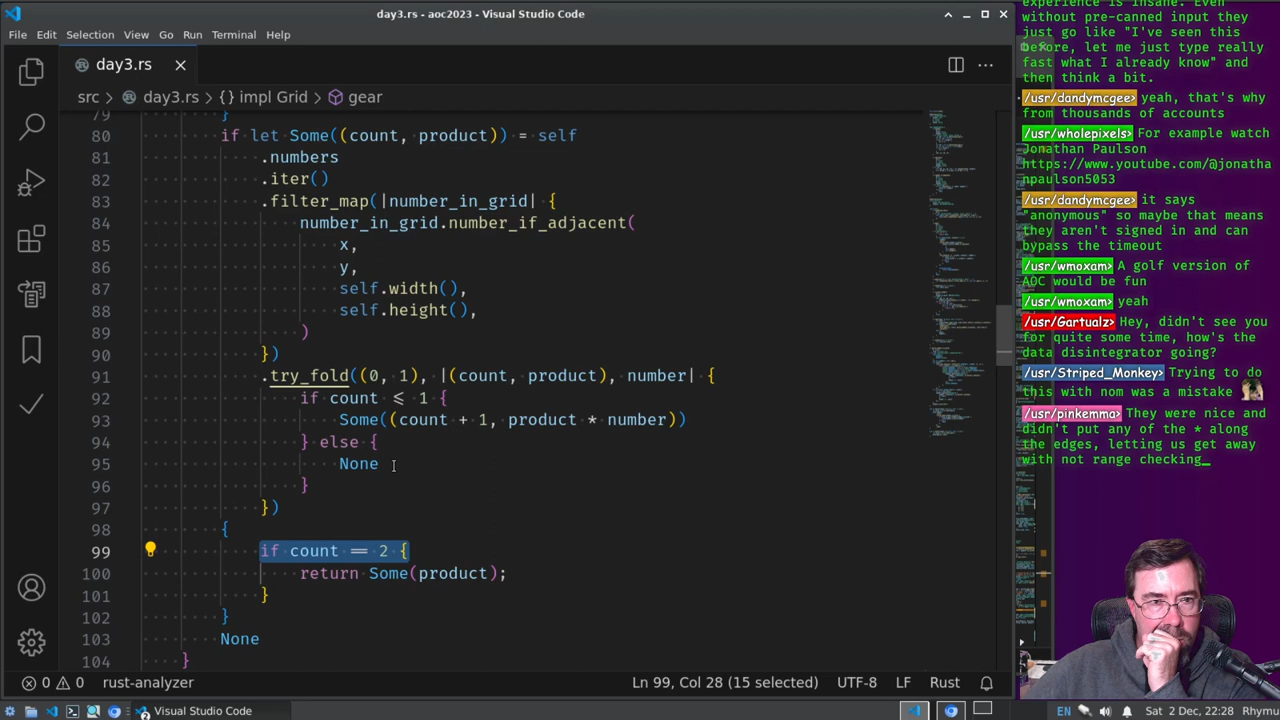 day3.rs - aoc2023 - Visual Studio Code
File Edit Selection View Go Run Terminal Help
day3.rs
src > day3.rs > {} impl Grid > gear
79 }
80 if let Some((count, product)) = self
81 .numbers
82 .iter()
83 .filter_map(|number_in_grid| {
84 number_in_grid.number_if_adjacent(
85 x,
86 y,
87 self.width(),
88 self.height(),
89 )
90 })
91 .try_fold((0, 1), |(count, product), number| {
92 if count <= 1 {
93 Some((count + 1, product * number))
94 } else {
95 None
96 }
97 })
98 {
99 if count == 2 {
100 return Some(product);
101 }
102 }
103 None
104 }
0 0 rust-analyzer Ln 99, Col 28 (15 selected) UTF-8 LF Rust
day3.rs - aoc2023 - Visual Studio Code
EN Sat 2 Dec, 22:28 Rhymu
experience is insane. Even
without pre-canned input they
just go like "I've seen this
before, let me just type really
fast what I already know" and
then think a bit.
/usr/dandymcgee> yeah, that's why
from thousands of accounts
/usr/wholepixels> For example watch
Jonathan Paulson
https://www.youtube.com/@jonatha
npaulson5053
/usr/dandymcgee> it says
"anonymous" so maybe that means
they aren't signed in and can
bypass the timeout
/usr/wmoxam> A golf version of
AOC would be fun
/usr/wmoxam> yeah
/usr/Gartualz> Hey, didn't see you
for quite some time, how's the
data disintegrator going?
/usr/Striped_Monkey> Trying to do
this with nom was a mistake
/usr/pinkemma> They were nice and
didn't put any of the * along
the edges, letting us get away
with not range checking_